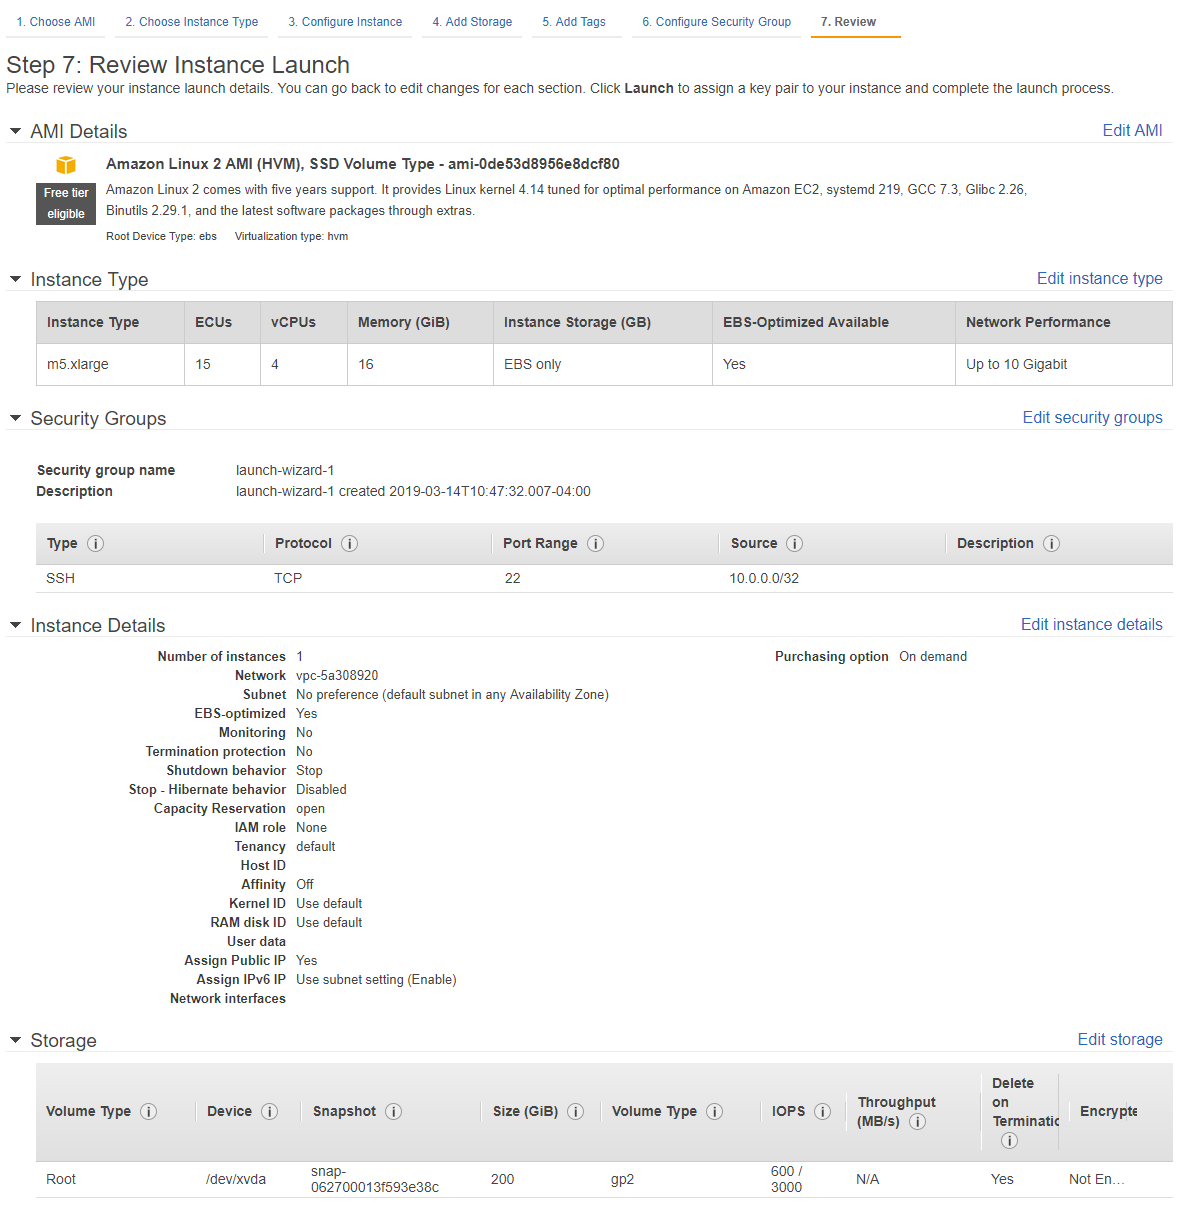 1. Choose AMI 2. Choose Instance Type 3. Configure Instance 4. Add Storage 5. Add Tags 6. Configure Security Group 7. Review
Step 7: Review Instance Launch
Please review your instance launch details. You can go back to edit changes for each section. Click Launch to assign a key pair to your instance and complete the launch process.
AMI Details Edit AMI
Amazon Linux 2 AMI (HVM), SSD Volume Type - ami-0de53d8956e8dcf80
Free tier eligible
Amazon Linux 2 comes with five years support. It provides Linux kernel 4.14 tuned for optimal performance on Amazon EC2, systemd 219, GCC 7.3, Glibc 2.26,
Binutils 2.29.1, and the latest software packages through extras.
Root Device Type: ebs Virtualization type: hvm
Instance Type Edit instance type
Instance Type ECUs vCPUs Memory (GiB) Instance Storage (GB) EBS-Optimized Available Network Performance
m5.xlarge 15 4 16 EBS only Yes Up to 10 Gigabit
Security Groups Edit security groups
Security group name launch-wizard-1
Description launch-wizard-1 created 2019-03-14T10:47:32.007-04:00
Type Protocol Port Range Source Description
SSH TCP 22 10.0.0.0/32
Instance Details Edit instance details
Number of instances 1 Purchasing option On demand
Network vpc-5a308920
Subnet No preference (default subnet in any Availability Zone)
EBS-optimized Yes
Monitoring No
Termination protection No
Shutdown behavior Stop
Stop - Hibernate behavior Disabled
Capacity Reservation open
IAM role None
Tenancy default
Host ID
Affinity Off
Kernel ID Use default
RAM disk ID Use default
User data
Assign Public IP Yes
Assign IPv6 IP Use subnet setting (Enable)
Network interfaces
Storage Edit storage
Volume Type Device Snapshot Size (GiB) Volume Type IOPS Throughput (MB/s) Delete on Terminatic Encrypte
Root /dev/xvda snap-062700013f593e38c 200 gp2 600 / 3000 N/A Yes Not En...